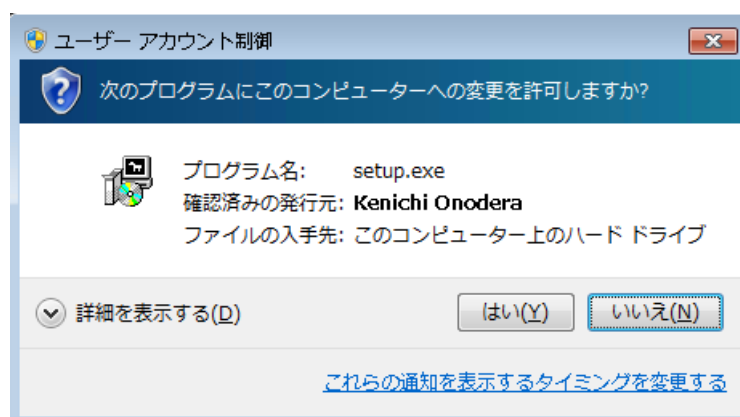 ユーザー アカウント制御
次のプログラムにこのコンピューターへの変更を許可しますか?
プログラム名: setup.exe
確認済みの発行元: Kenichi Onodera
ファイルの入手先: このコンピューター上のハード ドライブ
詳細を表示する(D) はい(Y) いいえ(N)
これらの通知を表示するタイミングを変更する